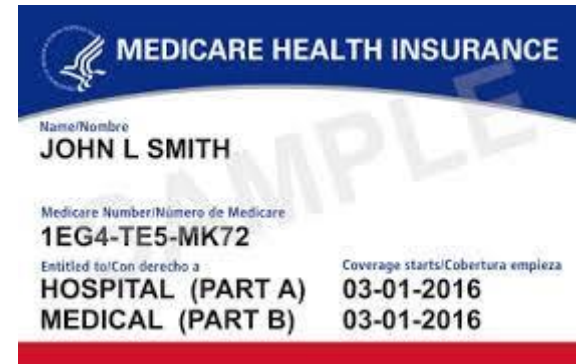 MEDICARE HEALTH INSURANCE
SAMPLE
Name/Nombre
JOHN L SMITH
Medicare Number/Número de Medicare
1EG4-TE5-MK72
Entitled to/Con derecho a Coverage starts/Cobertura empieza
HOSPITAL (PART A) 03-01-2016
MEDICAL (PART B) 03-01-2016